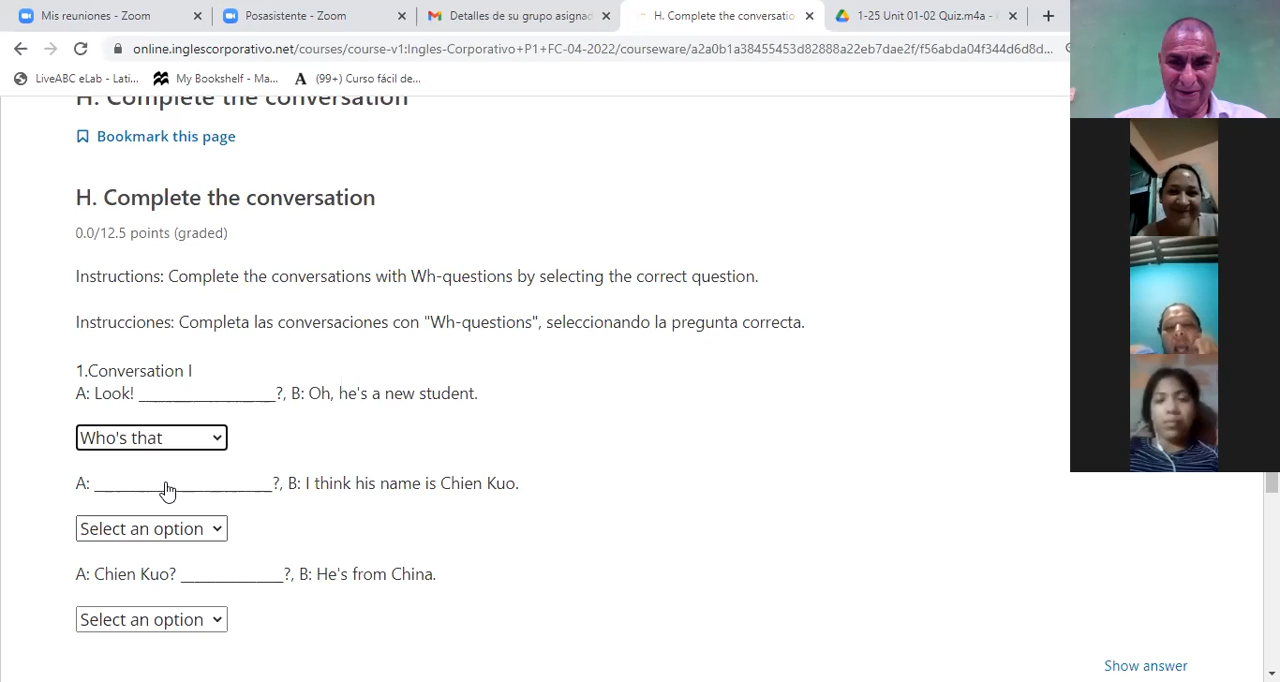 Mis reuniones - Zoom
Posasistente - Zoom
Detalles de su grupo asignad
H. Complete the conversatio
1-25 Unit 01-02 Quiz.m4a -
online.inglescorporativo.net/courses/course-v1:Ingles-Corporativo+P1+FC-04-2022/courseware/a2a0b1a38455453d82888a22eb7dae2f/f56abda04f344d6d8d...
LiveABC eLab - Lati...
My Bookshelf - Ma...
(99+) Curso fácil de...
H. Complete the conversation
Bookmark this page
H. Complete the conversation
0.0/12.5 points (graded)
Instructions: Complete the conversations with Wh-questions by selecting the correct question.
Instrucciones: Completa las conversaciones con "Wh-questions", seleccionando la pregunta correcta.
1.Conversation I
A: Look! ________________?, B: Oh, he's a new student.
Who's that
A: _____________________?, B: I think his name is Chien Kuo.
Select an option
A: Chien Kuo? ____________?, B: He's from China.
Select an option
Show answer